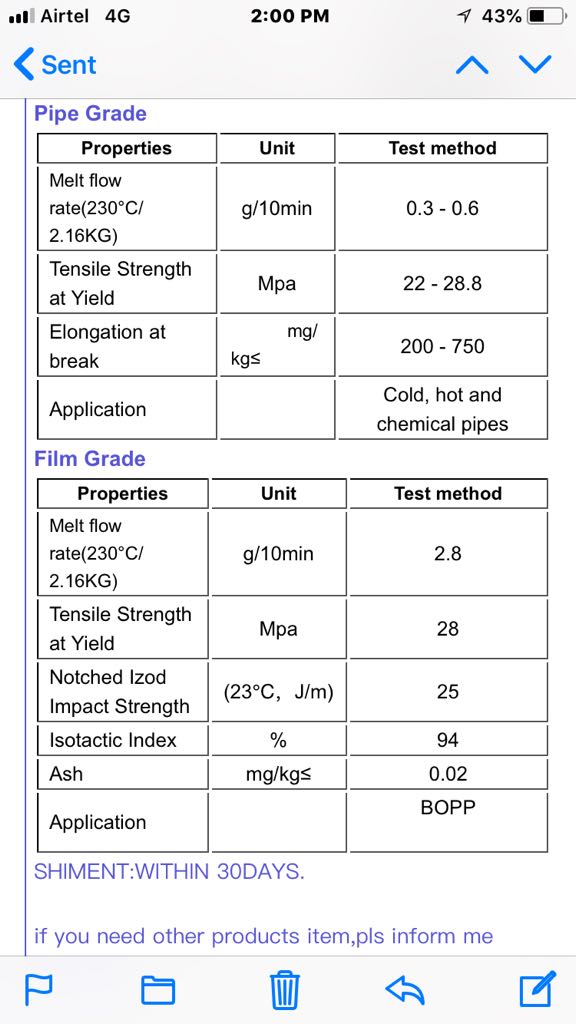 Airtel 4G 2:00 PM 43%
Sent
Pipe Grade
Properties Unit Test method
Melt flow
rate(230°C/ g/10min 0.3 - 0.6
2.16KG)
Tensile Strength
at Yield Mpa 22 - 28.8
Elongation at mg/
break kg≤ 200 - 750
Application Cold, hot and
chemical pipes
Film Grade
Properties Unit Test method
Melt flow
rate(230°C/ g/10min 2.8
2.16KG)
Tensile Strength
at Yield Mpa 28
Notched Izod
Impact Strength (23°C, J/m) 25
Isotactic Index % 94
Ash mg/kg≤ 0.02
Application BOPP
SHIMENT:WITHIN 30DAYS.
if you need other products item,pls inform me